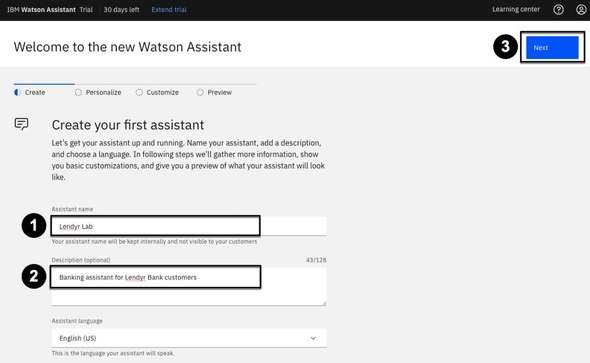 IBM Watson Assistant Trial 30 days left Extend trial Learning center
Welcome to the new Watson Assistant
3 Next
Create Personalize Customize Preview
Create your first assistant
Let's get your assistant up and running. Name your assistant, add a description,
and choose a language. In following steps we'll gather more information, show
you basic customizations, and give you a preview of what your assistant will look
like.
Assistant name
1 Lendyr Lab
Your assistant name will be kept internally and not visible to your customers
Description (optional) 43/128
2 Banking assistant for Lendyr Bank customers
Assistant language
English (US)
This is the language your assistant will speak.